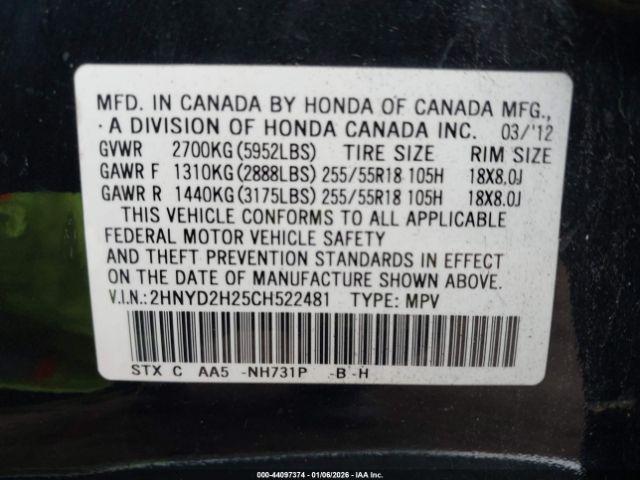 MFD. IN CANADA BY HONDA OF CANADA MFG.,
A DIVISION OF HONDA CANADA INC. 03/'12
GVWR 2700KG(5952LBS) TIRE SIZE RIM SIZE
GAWR F 1310KG(2888LBS) 255/55R18 105H 18X8.0J
GAWR R 1440KG(3175LBS) 255/55R18 105H 18X8.0J
THIS VEHICLE CONFORMS TO ALL APPLICABLE
FEDERAL MOTOR VEHICLE SAFETY
AND THEFT PREVENTION STANDARDS IN EFFECT
ON THE DATE OF MANUFACTURE SHOWN ABOVE.
V.I.N.:2HNYD2H25CH522481 TYPE: MPV
STX C AA5 -NH731P -B -H
000-44097374 | 01/06/2026 - IAA Inc.